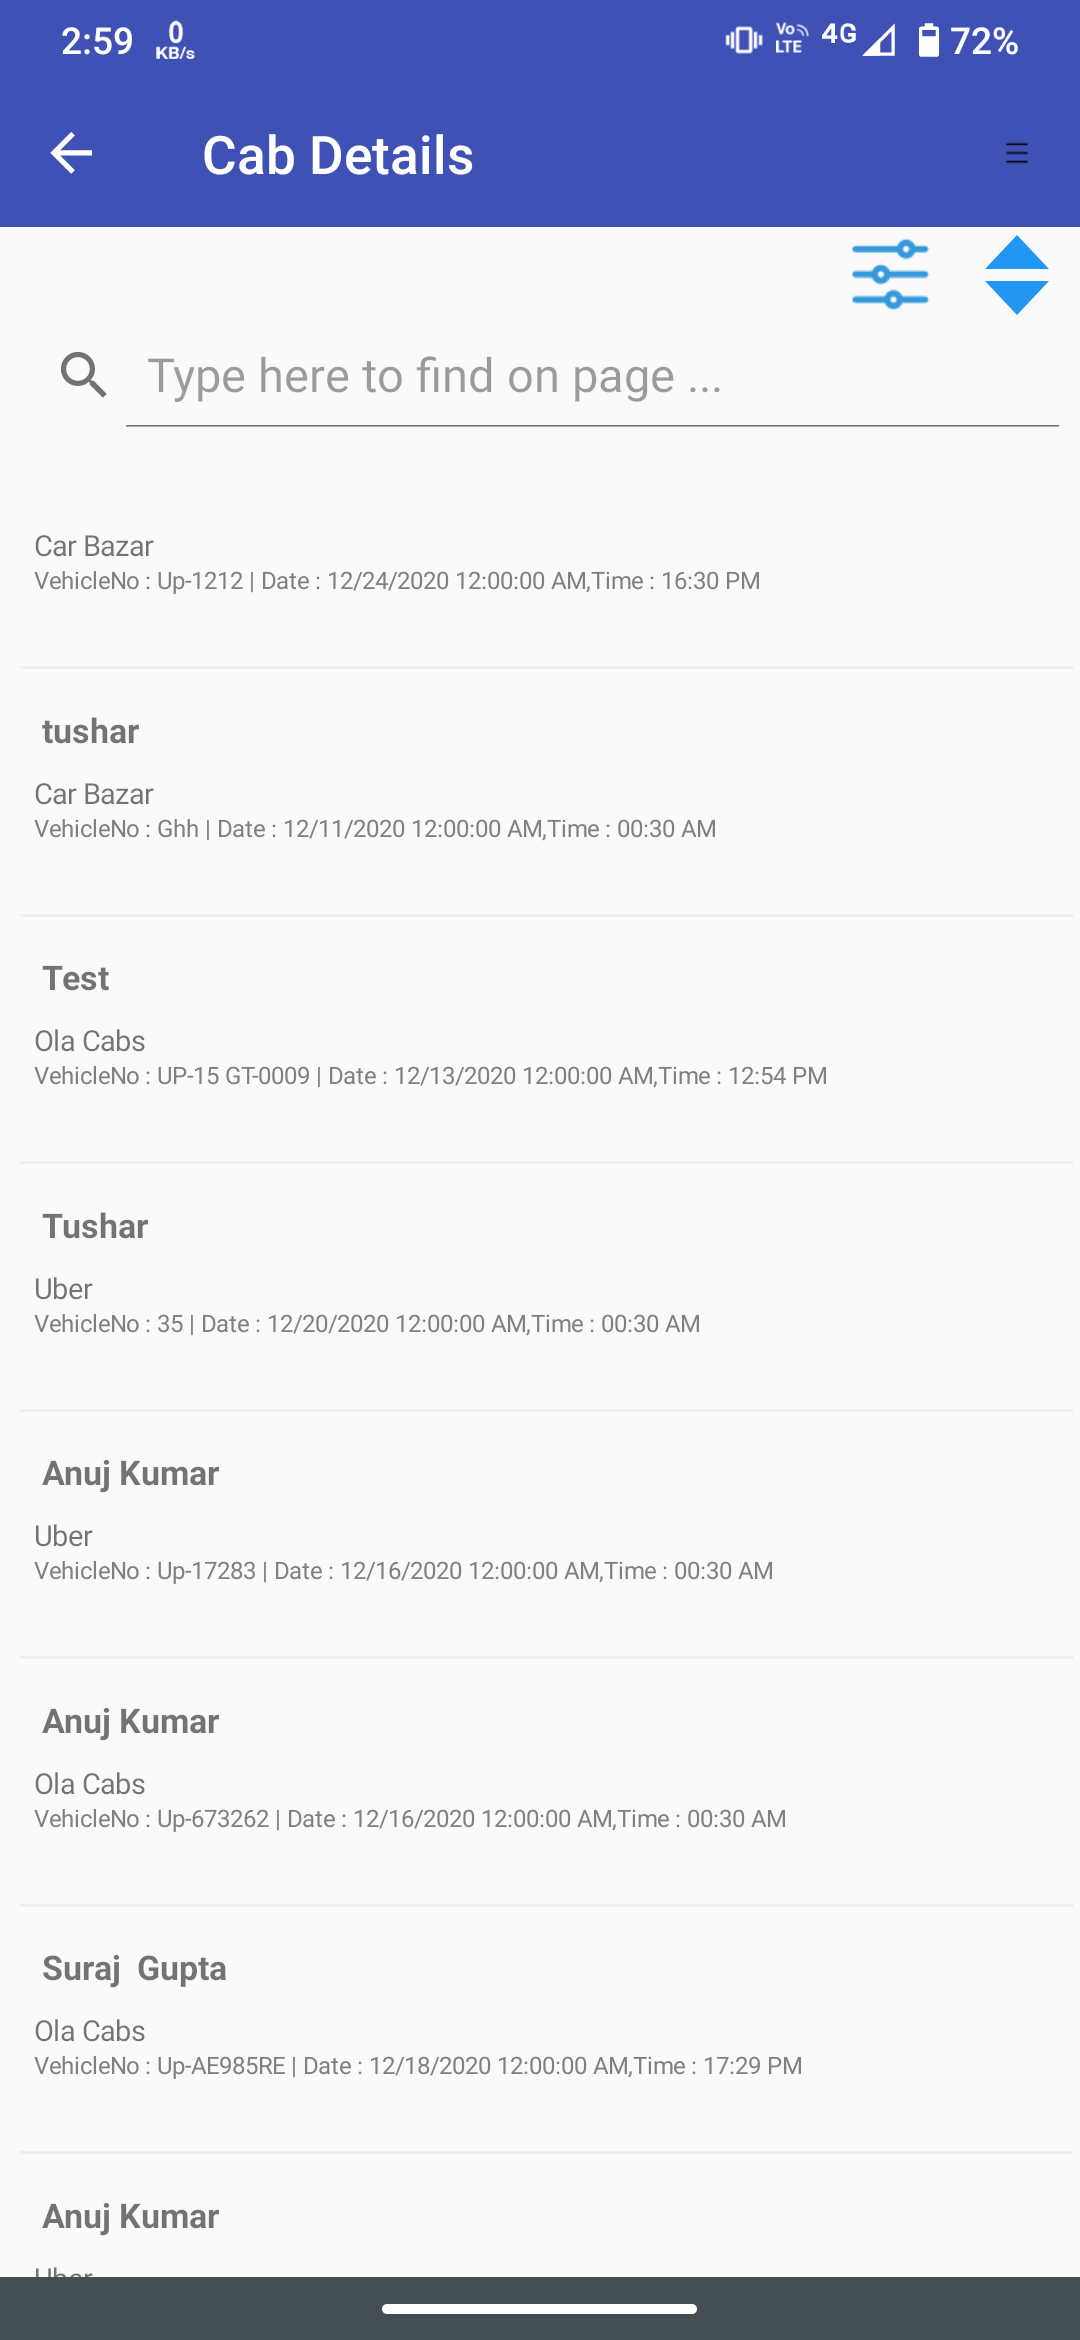 2:59 0 KB/s Vo LTE 4G 72%
Cab Details
Type here to find on page ...
Car Bazar
VehicleNo : Up-1212 | Date : 12/24/2020 12:00:00 AM,Time : 16:30 PM
tushar
Car Bazar
VehicleNo : Ghh | Date : 12/11/2020 12:00:00 AM,Time : 00:30 AM
Test
Ola Cabs
VehicleNo : UP-15 GT-0009 | Date : 12/13/2020 12:00:00 AM,Time : 12:54 PM
Tushar
Uber
VehicleNo : 35 | Date : 12/20/2020 12:00:00 AM,Time : 00:30 AM
Anuj Kumar
Uber
VehicleNo : Up-17283 | Date : 12/16/2020 12:00:00 AM,Time : 00:30 AM
Anuj Kumar
Ola Cabs
VehicleNo : Up-673262 | Date : 12/16/2020 12:00:00 AM,Time : 00:30 AM
Suraj  Gupta
Ola Cabs
VehicleNo : Up-AE985RE | Date : 12/18/2020 12:00:00 AM,Time : 17:29 PM
Anuj Kumar
Uber